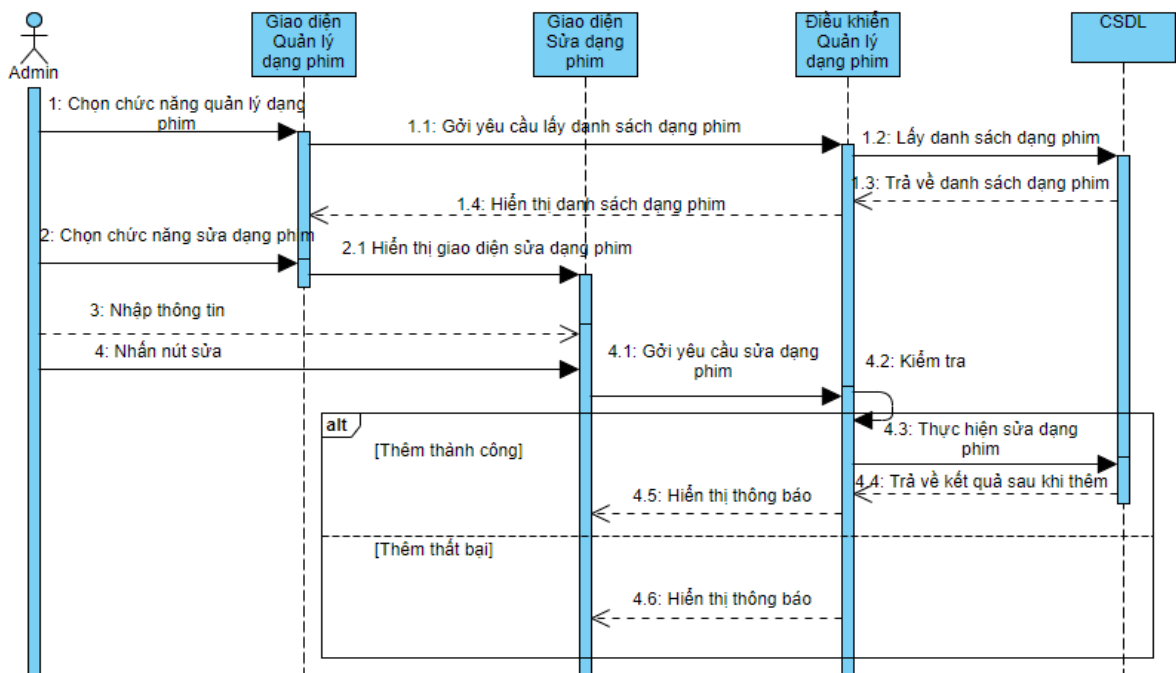 Giao diện
Quản lý
dạng phim
Giao diện
Sửa dạng
phim
Điều khiển
Quản lý
dạng phim
CSDL
Admin
1: Chọn chức năng quản lý dạng
phim
1.1: Gởi yêu cầu lấy danh sách dạng phim
1.2: Lấy danh sách dạng phim
1.3: Trả về danh sách dạng phim
1.4: Hiển thị danh sách dạng phim
2: Chọn chức năng sửa dạng phim
2.1 Hiển thị giao diện sửa dạng phim
3: Nhập thông tin
4: Nhấn nút sửa
4.1: Gởi yêu cầu sửa dạng
phim
4.2: Kiểm tra
alt
[Thêm thành công]
4.3: Thực hiện sửa dạng
phim
4.4: Trả về kết quả sau khi thêm
4.5: Hiển thị thông báo
[Thêm thất bại]
4.6: Hiển thị thông báo